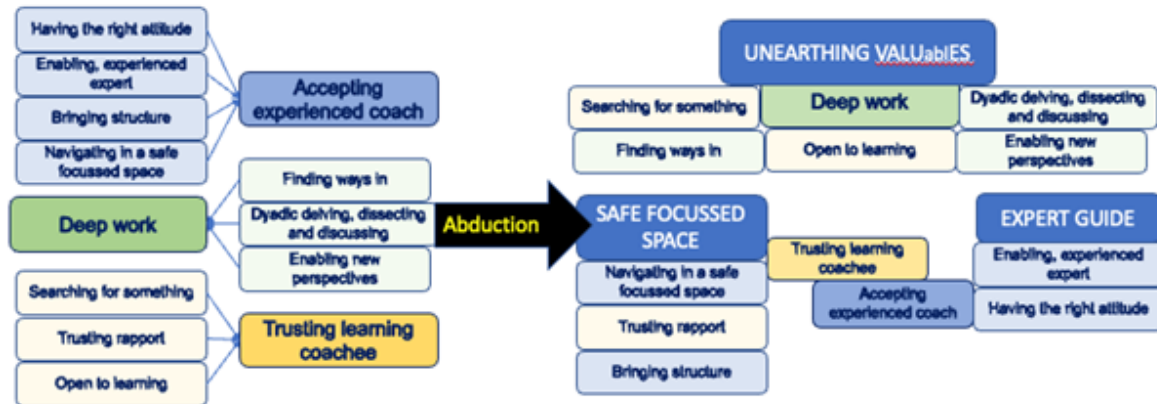 Having the right attitude
Enabling, experienced
expert
Bringing structure
Navigating in a safe
focussed space
Accepting
experienced coach
Deep work
Finding ways in
Dyadic delving, dissecting
and discussing
Enabling new
perspectives
Searching for something
Trusting rapport
Open to learning
Trusting learning
coachee
Abduction
UNEARTHING VALUablES
Searching for something
Deep work
Dyadic delving, dissecting
and discussing
Finding ways in
Open to learning
Enabling new
perspectives
SAFE FOCUSSED
SPACE
Navigating in a safe
focussed space
Trusting rapport
Bringing structure
Trusting learning
coachee
Accepting
experienced coach
EXPERT GUIDE
Enabling, experienced
expert
Having the right attitude